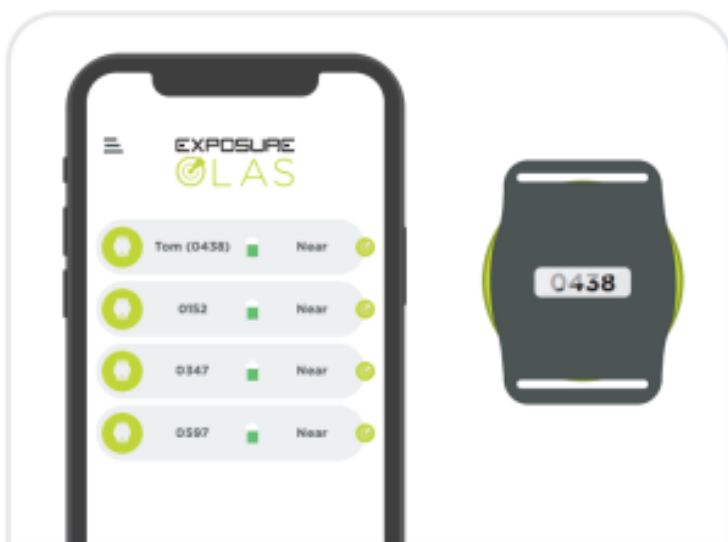 EXPOSURE
OLAS
Tom (0438) Near
0152 Near
0347 Near
0597 Near
0438